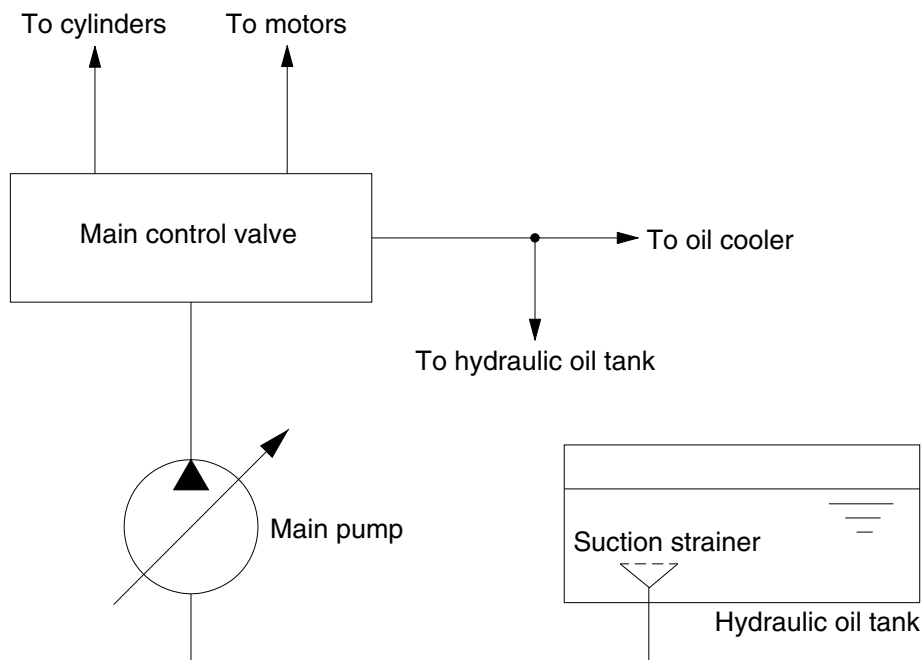 To cylinders
To motors
Main control valve
To oil cooler
To hydraulic oil tank
Main pump
Suction strainer
Hydraulic oil tank